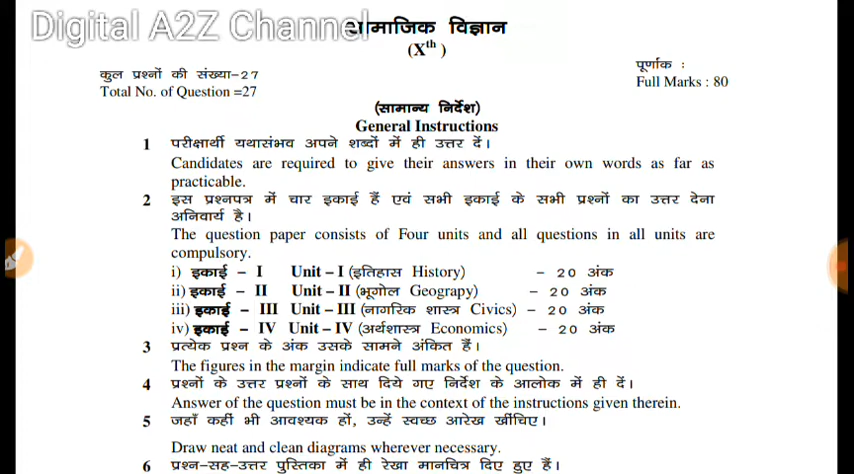 Digital A2Z Channel
सामाजिक विज्ञान
(Xth)
कुल प्रश्नों की संख्या-27
पूर्णांक :
Total No. of Question =27
Full Marks : 80
(सामान्य निर्देश)
General Instructions
1 परीक्षार्थी यथासंभव अपने शब्दों में ही उत्तर दें।
Candidates are required to give their answers in their own words as far as
practicable.
2 इस प्रश्नपत्र में चार इकाई हैं एवं सभी इकाई के सभी प्रश्नों का उत्तर देना
अनिवार्य है।
The question paper consists of Four units and all questions in all units are
compulsory.
i) इकाई – I Unit – I (इतिहास History) – 20 अंक
ii) इकाई – II Unit – II (भूगोल Geograpy) – 20 अंक
iii) इकाई – III Unit – III (नागरिक शास्त्र Civics) – 20 अंक
iv) इकाई – IV Unit – IV (अर्थशास्त्र Economics) – 20 अंक
3 प्रत्येक प्रश्न के अंक उसके सामने अंकित हैं।
The figures in the margin indicate full marks of the question.
4 प्रश्नों के उत्तर प्रश्नों के साथ दिये गए निर्देश के आलोक में ही दें।
Answer of the question must be in the context of the instructions given therein.
5 जहाँ कहीं भी आवश्यक हों, उन्हें स्वच्छ आरेख खींचिए।
Draw neat and clean diagrams wherever necessary.
6 प्रश्न-सह-उत्तर पुस्तिका में ही रेखा मानचित्र दिए हुए हैं।